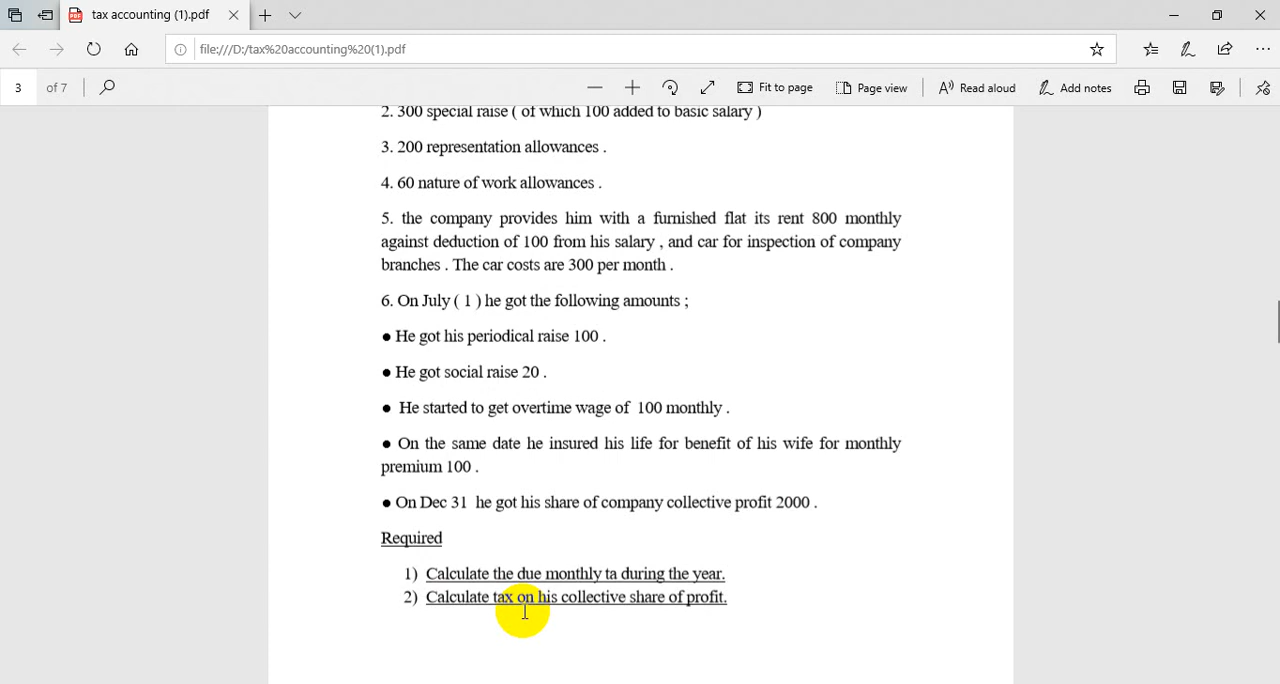 tax accounting (1).pdf
file:///D:/tax%20accounting%20(1).pdf
3 of 7
Fit to page
Page view
Read aloud
Add notes
2. 300 special raise ( of which 100 added to basic salary )
3. 200 representation allowances .
4. 60 nature of work allowances .
5. the company provides him with a furnished flat its rent 800 monthly
against deduction of 100 from his salary , and car for inspection of company
branches . The car costs are 300 per month .
6. On July ( 1 ) he got the following amounts ;
● He got his periodical raise 100 .
● He got social raise 20 .
● He started to get overtime wage of 100 monthly .
● On the same date he insured his life for benefit of his wife for monthly
premium 100 .
● On Dec 31 he got his share of company collective profit 2000 .
Required
1) Calculate the due monthly ta during the year.
2) Calculate tax on his collective share of profit.